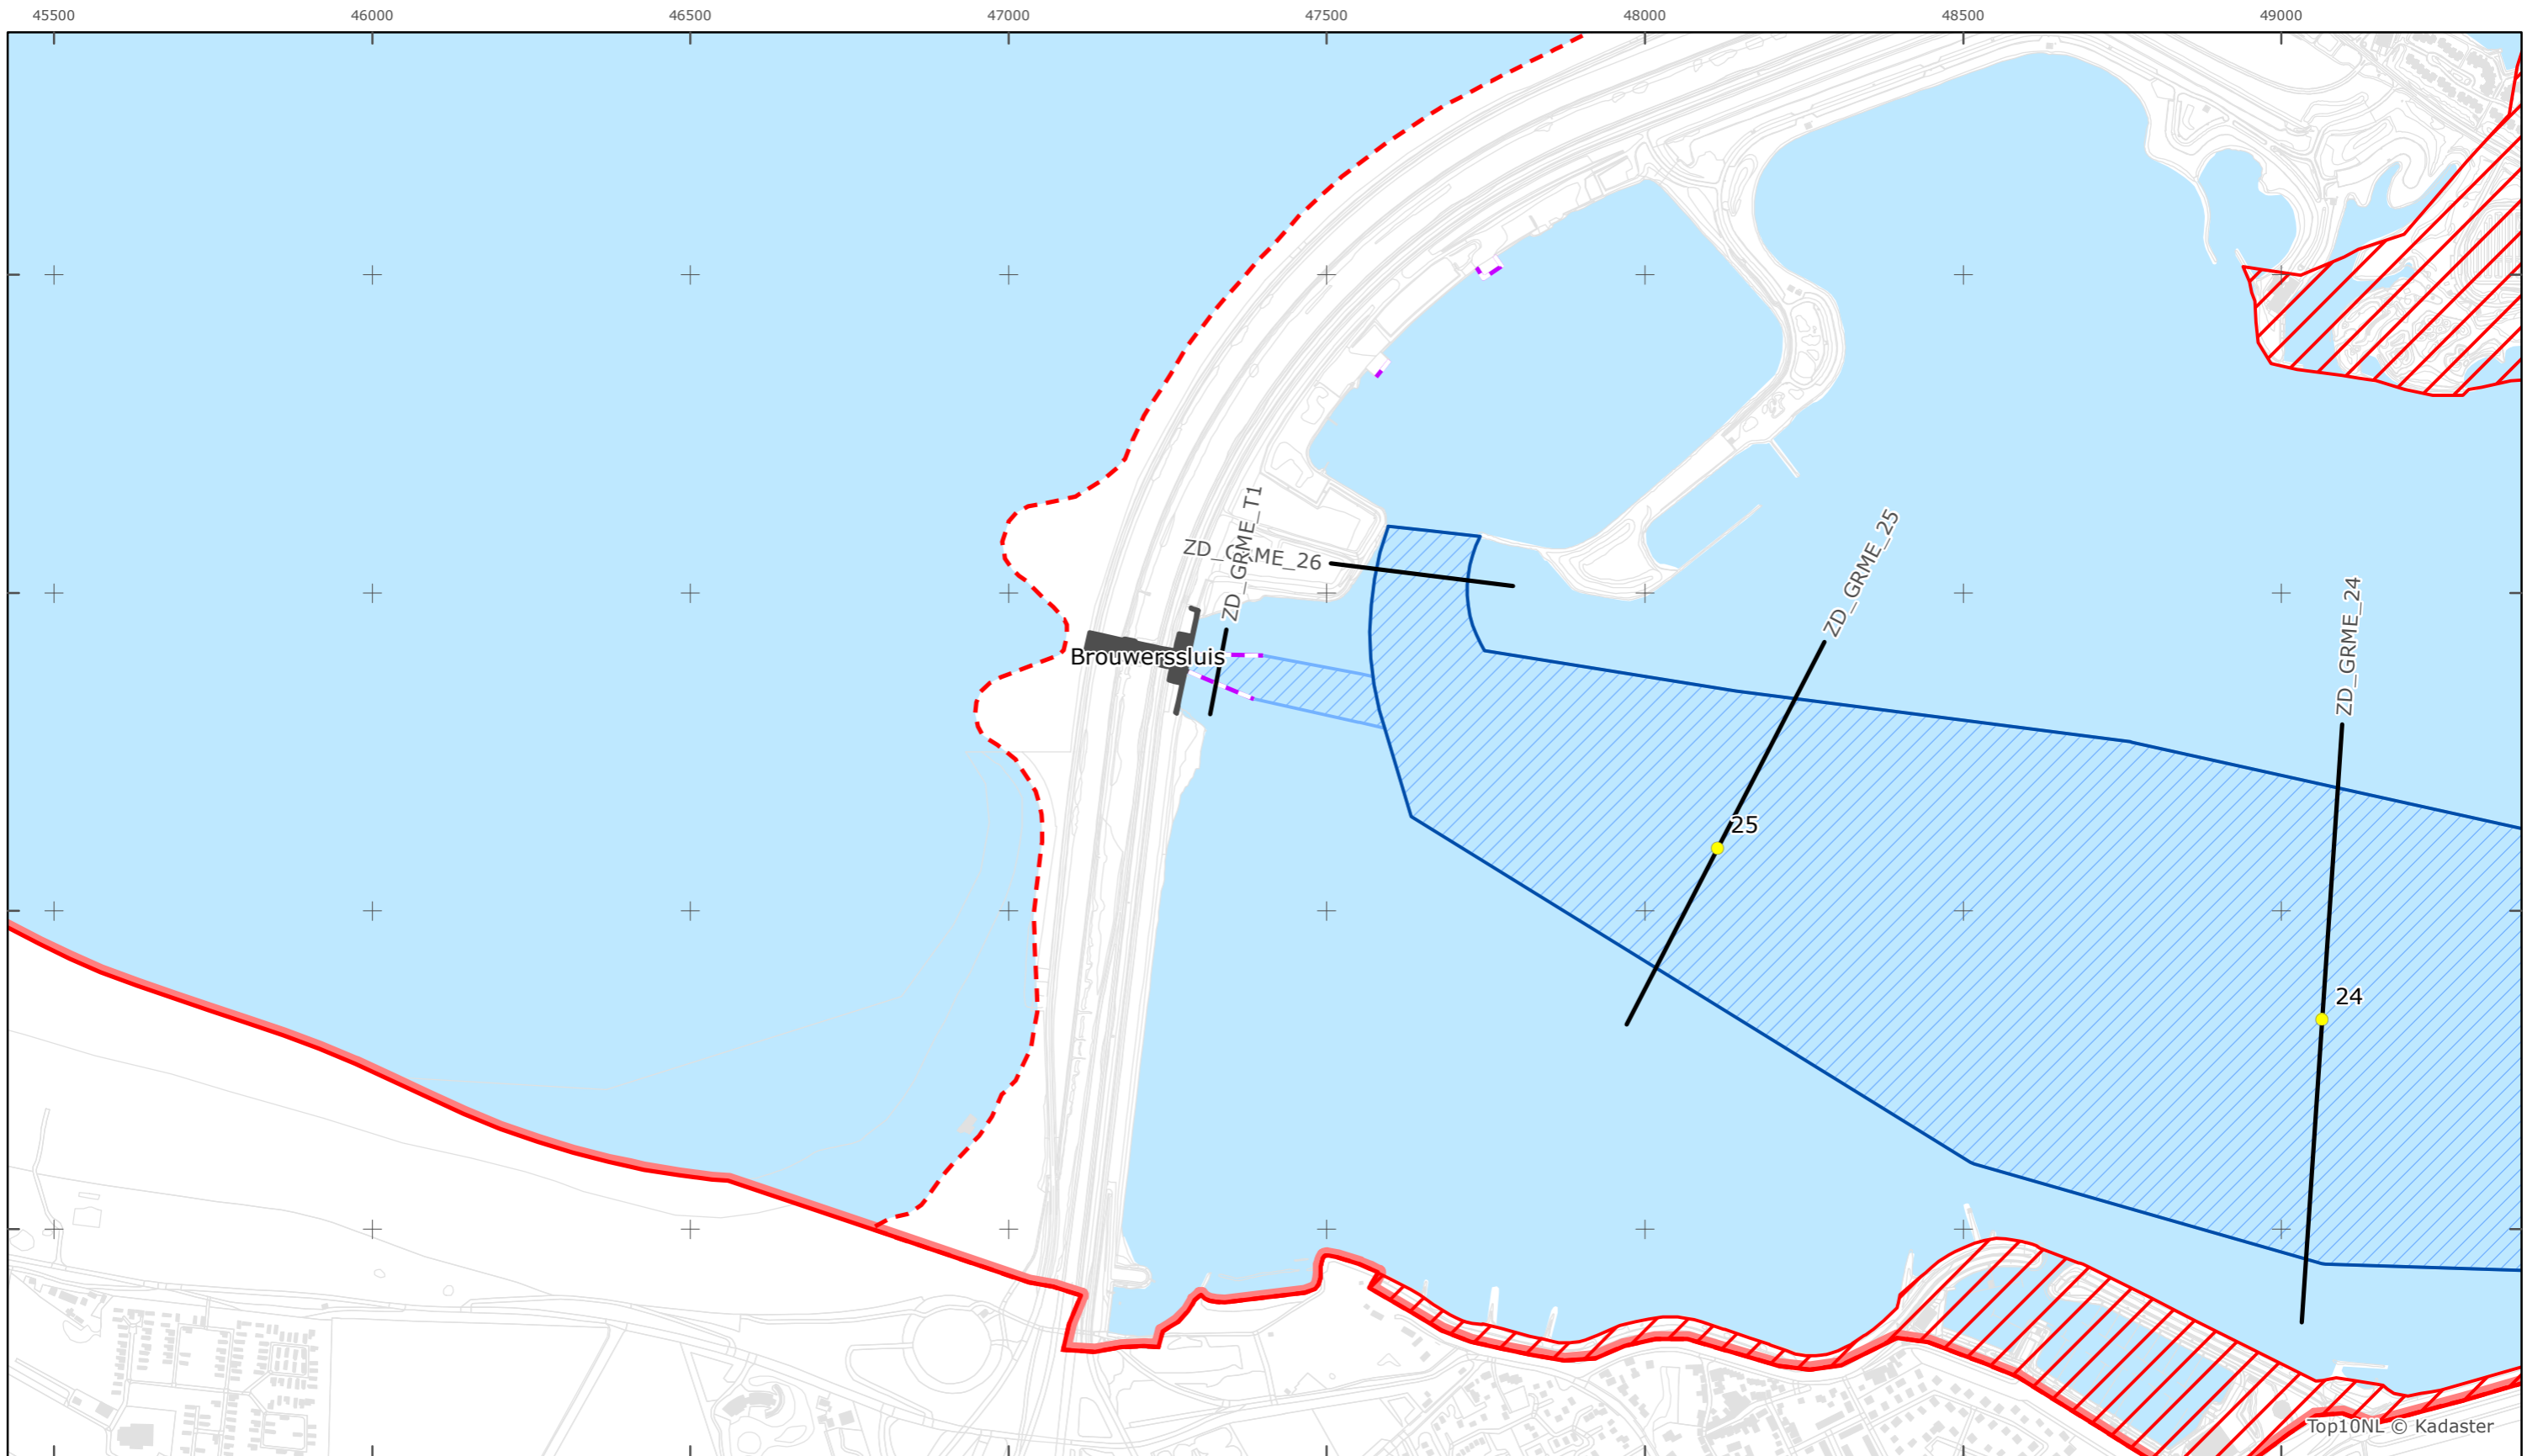 45500 46000 46500 47000 47500 48000 48500 49000
ZD_GRME_T1
ZD_GRME_26
ZD_GRME_25
ZD_GRME_24
Brouwerssluis
25
24
Top10NL © Kadaster